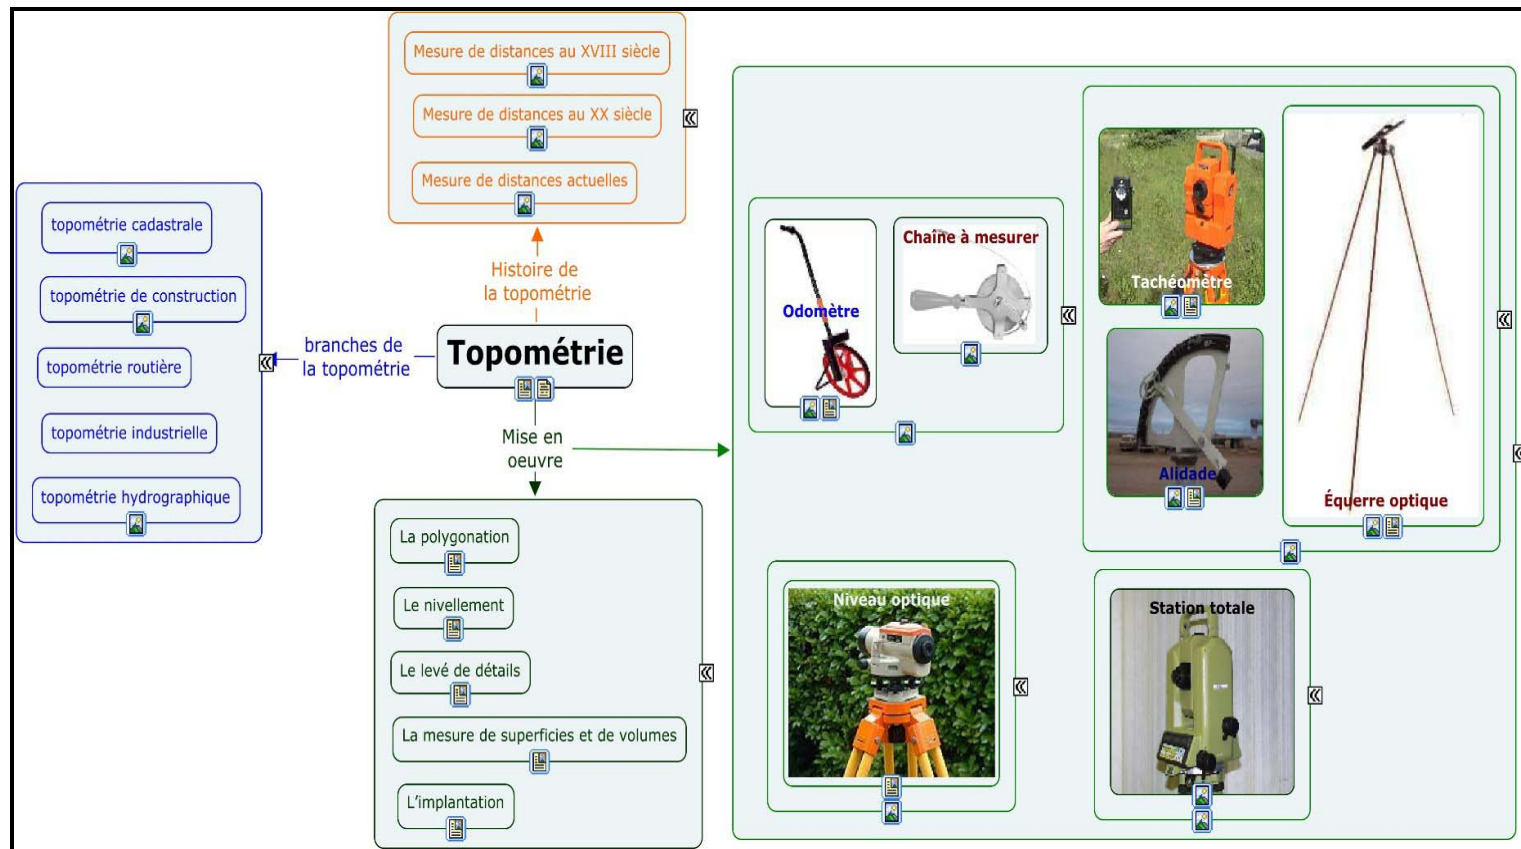 Mesure de distances au XVIII siècle
Mesure de distances au XX siècle
Mesure de distances actuelles
Histoire de
la topométrie
topométrie cadastrale
topométrie de construction
topométrie routière
topométrie industrielle
topométrie hydrographique
branches de
la topométrie
Topométrie
Mise en
oeuvre
La polygonation
Le nivellement
Le levé de détails
La mesure de superficies et de volumes
L'implantation
Odomètre
Chaîne à mesurer
Tachéomètre
Alidade
Équerre optique
Niveau optique
Station totale